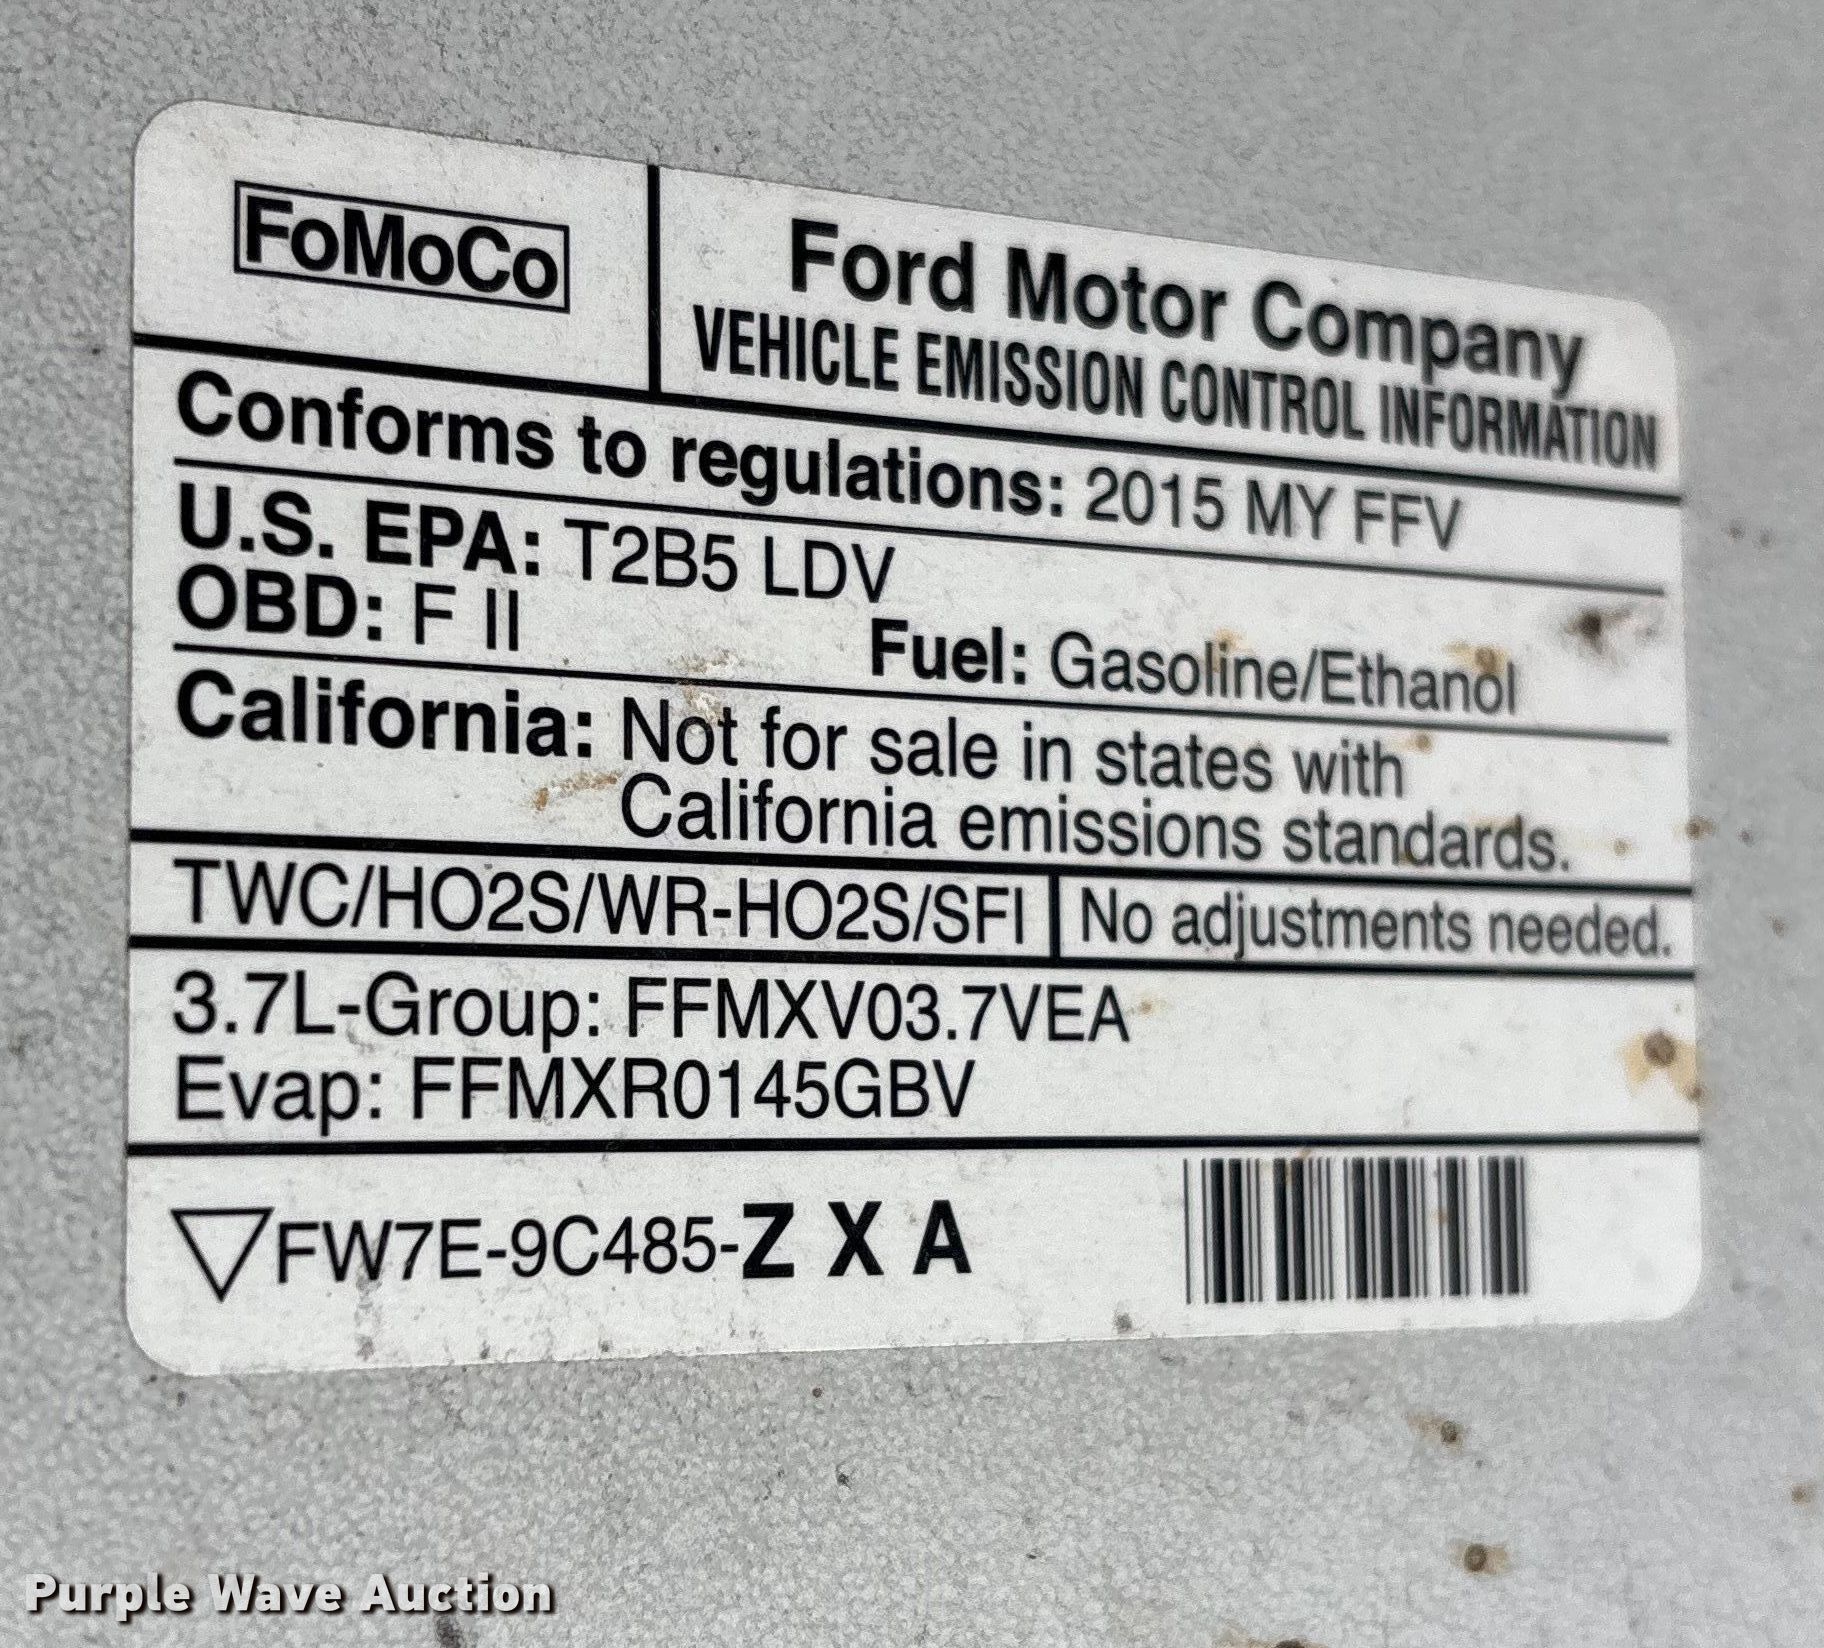 FoMoCo
Ford Motor Company
VEHICLE EMISSION CONTROL INFORMATION
Conforms to regulations: 2015 MY FFV
U.S. EPA: T2B5 LDV
OBD: F II
Fuel: Gasoline/Ethanol
California: Not for sale in states with
California emissions standards.
TWC/HO2S/WR-HO2S/SFI
No adjustments needed.
3.7L-Group: FFMXV03.7VEA
Evap: FFMXR0145GBV
FW7E-9C485-Z X A
Purple Wave Auction